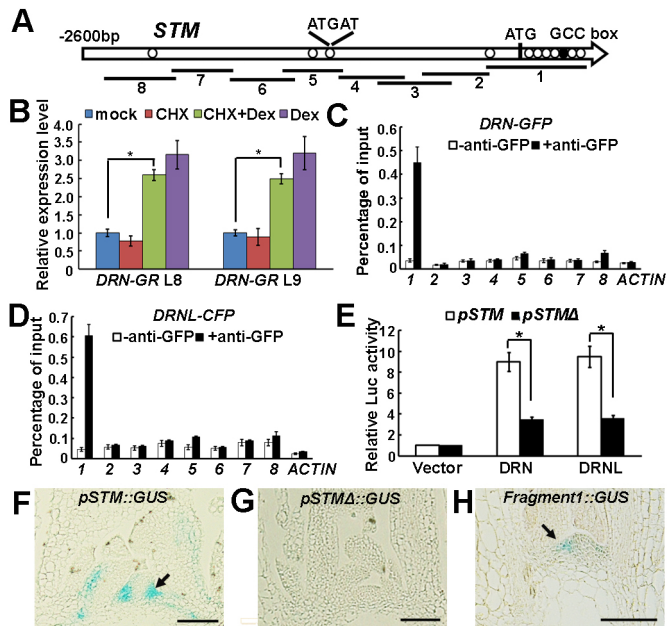 A
-2600bp STM ATGAT ATG GCC box
8 7 6 5 4 3 2 1
B
mock CHX CHX+Dex Dex
Relative expression level
4.0
3.5
3.0
2.5
2.0
1.5
1.0
0.5
0
* *
DRN-GR L8 DRN-GR L9
C
DRN-GFP
-anti-GFP +anti-GFP
Percentage of input
0.6
0.5
0.4
0.3
0.2
0.1
0
1 2 3 4 5 6 7 8 ACTIN
D
DRNL-CFP
-anti-GFP +anti-GFP
Percentage of input
0.7
0.6
0.5
0.4
0.3
0.2
0.1
0
1 2 3 4 5 6 7 8 ACTIN
E
pSTM pSTMΔ
Relative Luc activity
12
10
8
6
4
2
0
* *
Vector DRN DRNL
F
pSTM::GUS
G
pSTMΔ::GUS
H
Fragment1::GUS